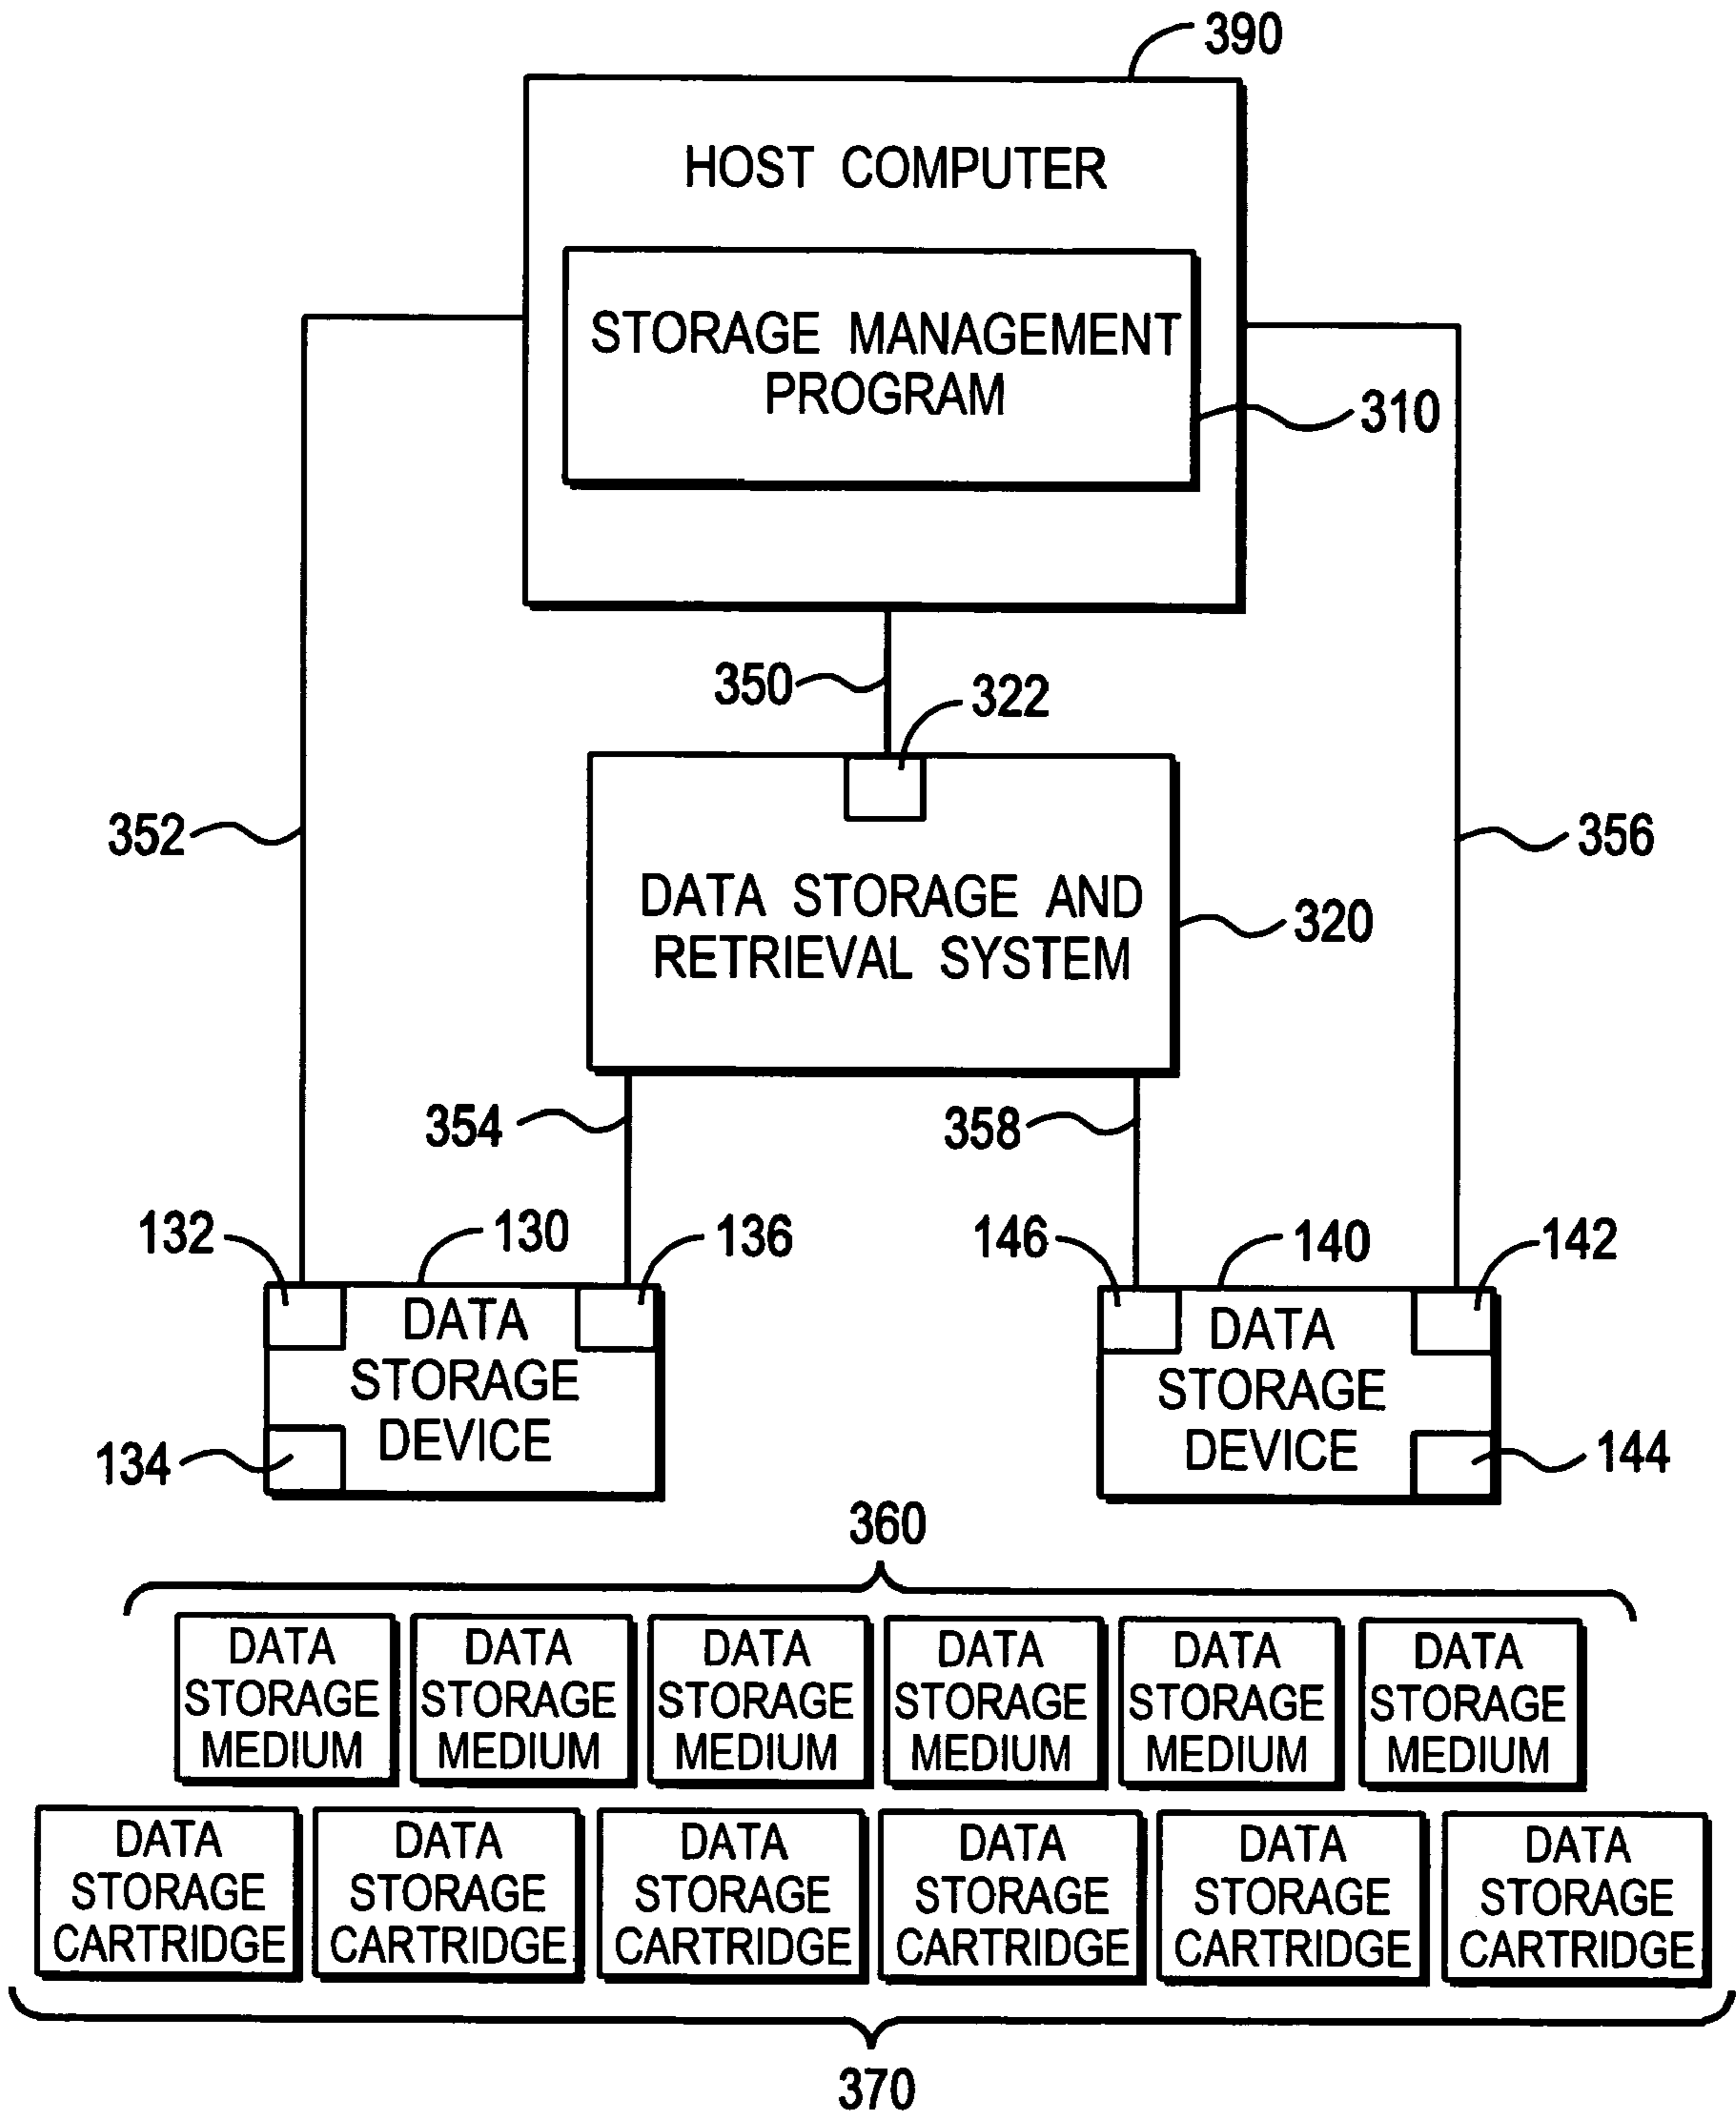 390
HOST COMPUTER
STORAGE MANAGEMENT
PROGRAM
310
350
322
352
356
DATA STORAGE AND
RETRIEVAL SYSTEM
320
354
358
132
130
136
146
140
142
DATA
STORAGE
DEVICE
134
DATA
STORAGE
DEVICE
144
360
DATA
STORAGE
MEDIUM
DATA
STORAGE
MEDIUM
DATA
STORAGE
MEDIUM
DATA
STORAGE
MEDIUM
DATA
STORAGE
MEDIUM
DATA
STORAGE
MEDIUM
DATA
STORAGE
CARTRIDGE
DATA
STORAGE
CARTRIDGE
DATA
STORAGE
CARTRIDGE
DATA
STORAGE
CARTRIDGE
DATA
STORAGE
CARTRIDGE
DATA
STORAGE
CARTRIDGE
370